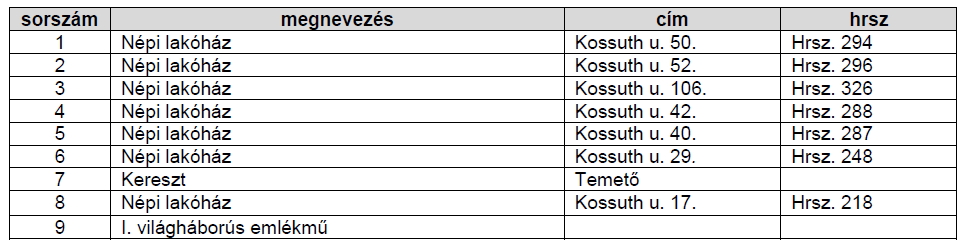 sorszám megnevezés cím hrsz
1 Népi lakóház Kossuth u. 50. Hrsz. 294
2 Népi lakóház Kossuth u. 52. Hrsz. 296
3 Népi lakóház Kossuth u. 106. Hrsz. 326
4 Népi lakóház Kossuth u. 42. Hrsz. 288
5 Népi lakóház Kossuth u. 40. Hrsz. 287
6 Népi lakóház Kossuth u. 29. Hrsz. 248
7 Kereszt Temető
8 Népi lakóház Kossuth u. 17. Hrsz. 218
9 I. világháborús emlékmű